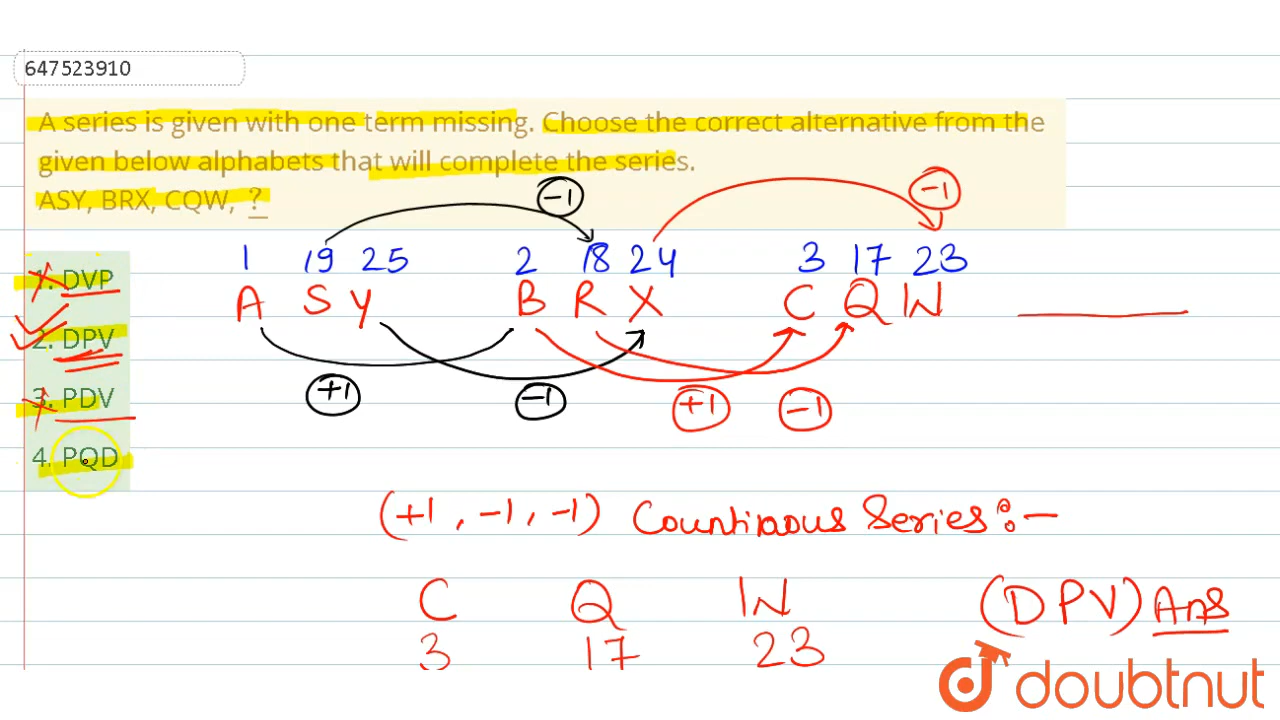 647523910
A series is given with one term missing. Choose the correct alternative from the
given below alphabets that will complete the series.
ASY, BRX, CQW, ?
-1 -1
1 19 25 2 18 24 3 17 23
A S Y B R X C Q W
1. DVP
2. DPV
3. PDV
4. PQD
+1 -1 +1 -1
(+1, -1, -1) Countinous Series :-
C Q W (DPV) Ans
3 17 23
doubtnut